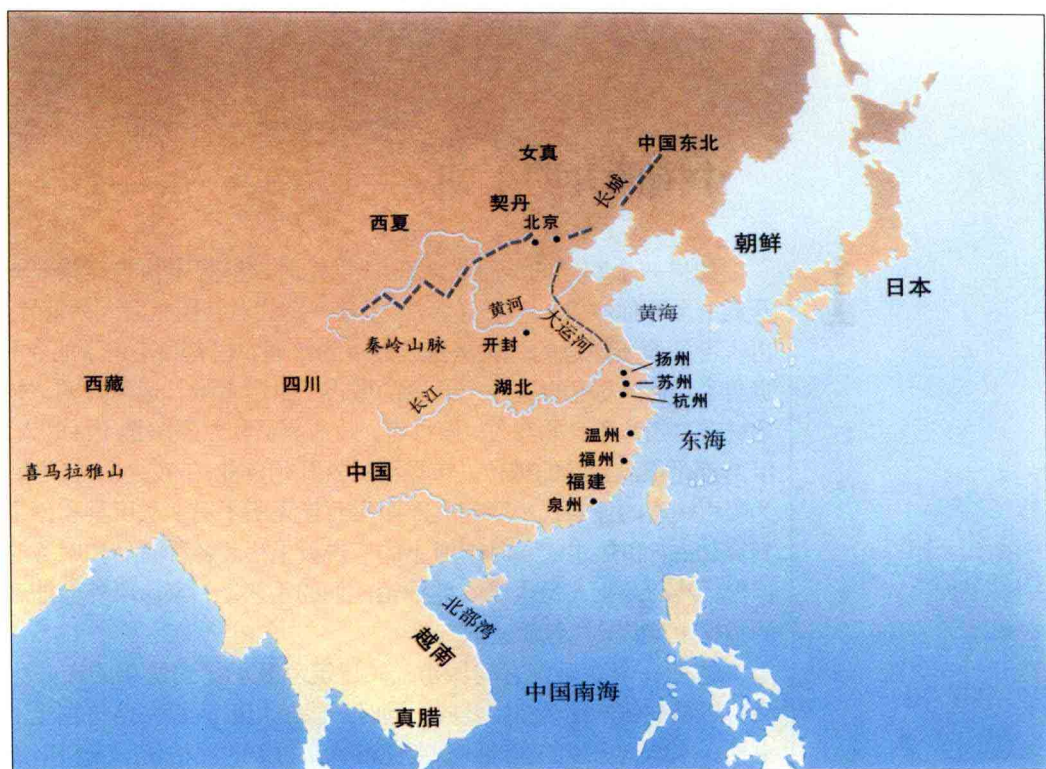 中国东北
女真
长城
契丹
西夏
北京
朝鲜
日本
黄河
大运河
黄海
秦岭山脉
开封
扬州
西藏
四川
湖北
苏州
长江
杭州
温州
东海
喜马拉雅山
中国
福州
福建
泉州
北部湾
越南
中国南海
真腊